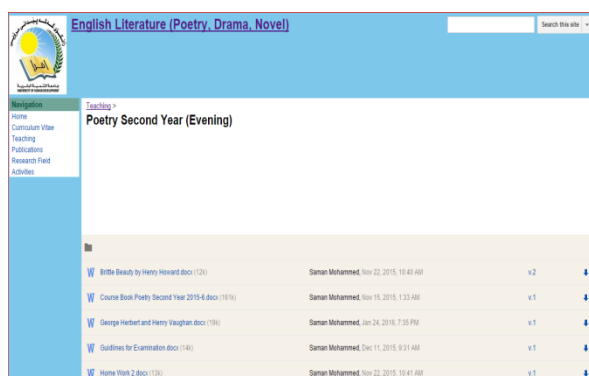 English Literature (Poetry, Drama, Novel)
Search this site
UNIVERSITY OF HUMAN DEVELOPMENT
Navigation
Home
Curriculum Vitae
Teaching
Publications
Research Field
Activities
Teaching >
Poetry Second Year (Evening)
Brittle Beauty by Henry Howard.docx (12k) Saman Mohammed, Nov 22, 2015, 10:40 AM v.2
Course Book Poetry Second Year 2015-6.docx (161k) Saman Mohammed, Nov 15, 2015, 1:33 AM v.1
George Herbert and Henry Vaughan.docx (19k) Saman Mohammed, Jan 24, 2016, 7:35 PM v.1
Guidlines for Examination.docx (14k) Saman Mohammed, Dec 11, 2015, 9:31 AM v.1
Home Work 2.docx (13k) Saman Mohammed, Nov 22, 2015, 10:41 AM v.1